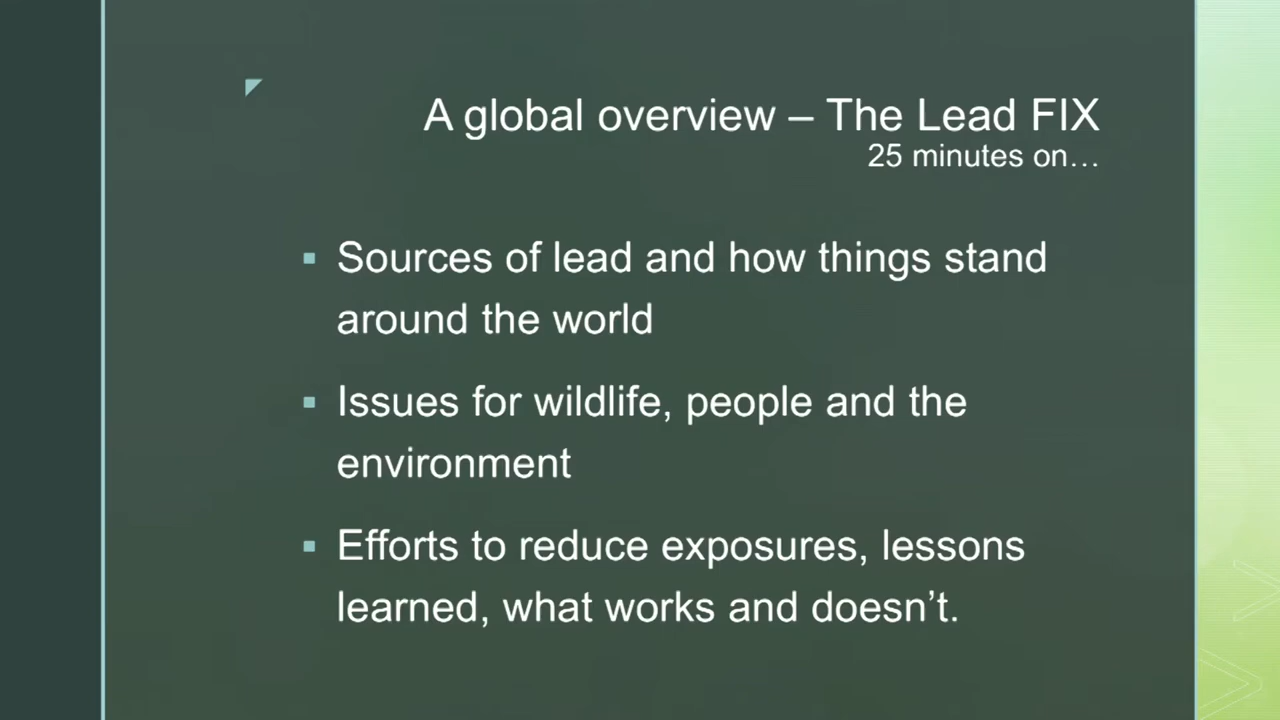 A global overview – The Lead FIX
25 minutes on…
▪ Sources of lead and how things stand
around the world
▪ Issues for wildlife, people and the
environment
▪ Efforts to reduce exposures, lessons
learned, what works and doesn’t.